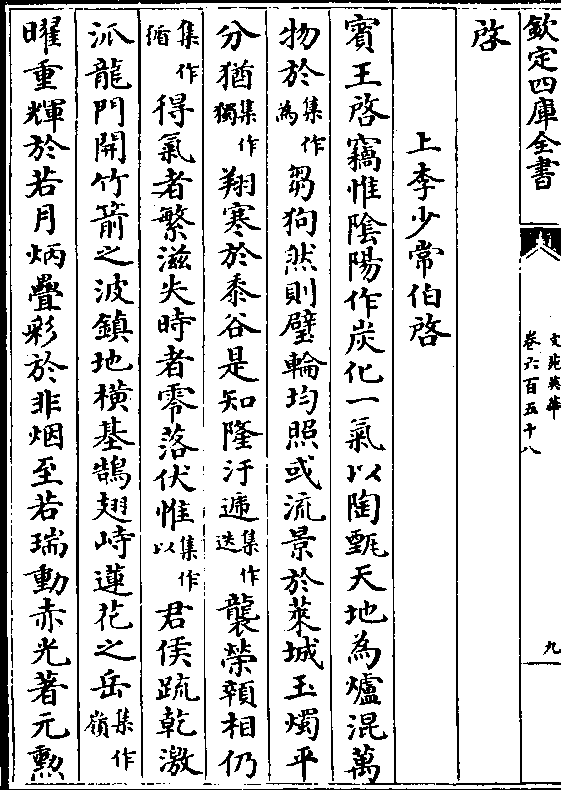 欽定四庫全書
文苑英華
卷六百五十八
九
啓
上李少常伯啓
賓王啓竊惟陰陽作炭化一氣以陶甄天地為爐混萬
物於集作為芻狗然則璧輪均照或流景於萊城玉燭平
分猶集作獨翔寒於黍谷是知隆汙遞集作迭襲榮顇相仍
集作循得氣者繁滋失時者零落伏惟集作以君侯疏乾激
派龍門開竹箭之波鎮地橫基鵠翅峙蓮花之岳集作嶺
曜重輝於若月炳疊彩於非烟至若瑞動赤光著元勲